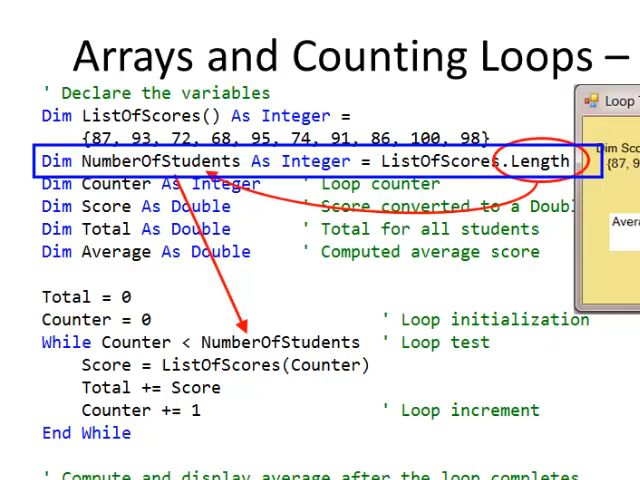 Arrays and Counting Loops –
' Declare the variables
Dim ListOfScores() As Integer =
{87, 93, 72, 68, 95, 74, 91, 86, 100, 98}
Dim NumberOfStudents As Integer = ListOfScores.Length
Dim Counter As Integer ' Loop counter
Dim Score As Double ' Score converted to a Doubl
Dim Total As Double ' Total for all students
Dim Average As Double ' Computed average score
Total = 0
Counter = 0 ' Loop initialization
While Counter < NumberOfStudents ' Loop test
Score = ListOfScores(Counter)
Total += Score
Counter += 1 ' Loop increment
End While
' Compute and display average after the loop completes
Loop T
Dim Sco
{87, 9
Avera